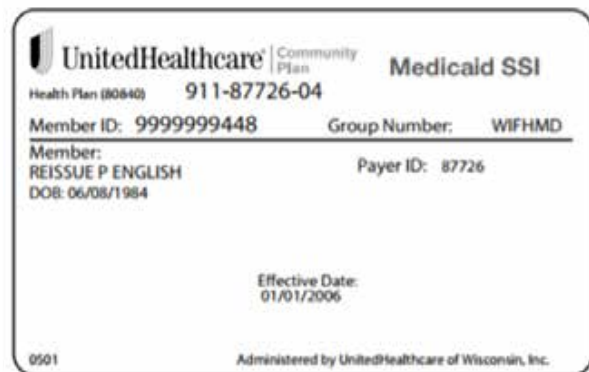 UnitedHealthcare® Community Plan Medicaid SSI
Health Plan (80840) 911-87726-04
Member ID: 9999999448 Group Number: WIFHMD
Member:
REISSUE P ENGLISH Payer ID: 87726
DOB: 06/08/1984
Effective Date:
01/01/2006
0501 Administered by UnitedHealthcare of Wisconsin, Inc.